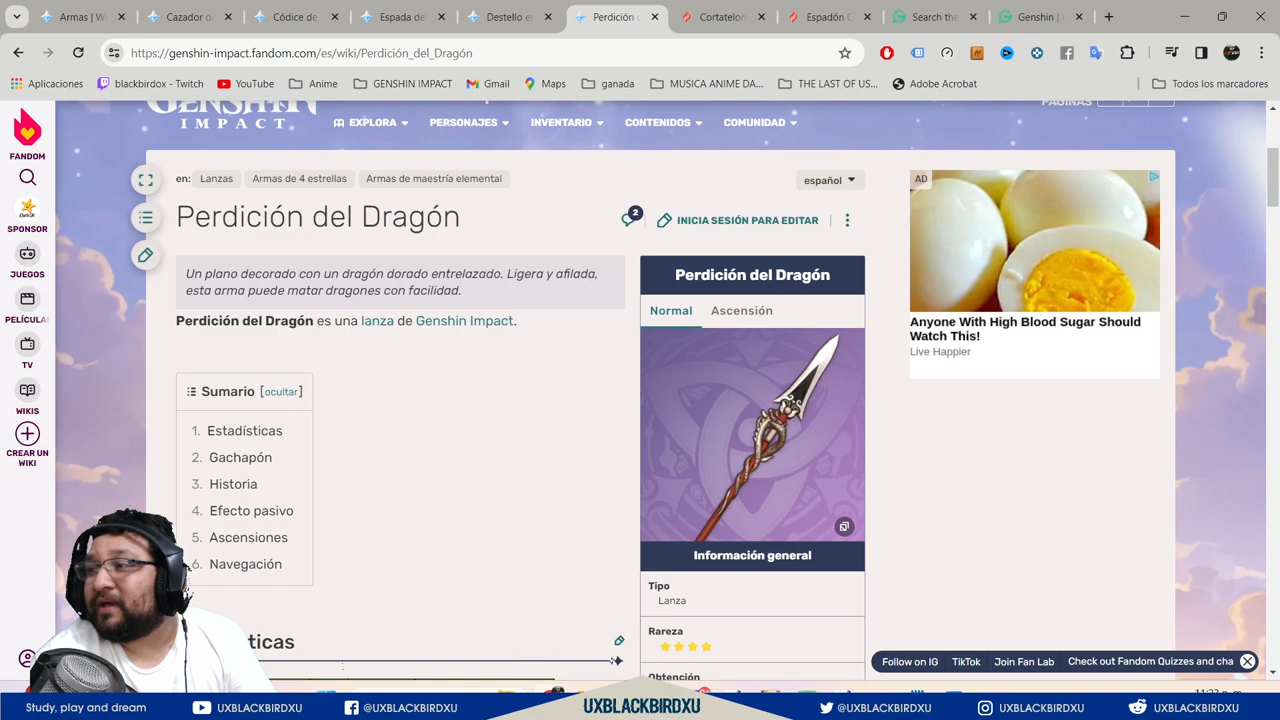 Armas | W
Cazador d
Códice de
Espada del
Destello en
Perdición d
Cortatelon
Espadón C
Search the
Genshin | N
https://genshin-impact.fandom.com/es/wiki/Perdición_del_Dragón
Aplicaciones
blackbirdox - Twitch
YouTube
Anime
GENSHIN IMPACT
Gmail
Maps
ganada
MUSICA ANIME DA...
THE LAST OF US...
Adobe Acrobat
Todos los marcadores
GENSHIN
IMPACT
EXPLORA
PERSONAJES
INVENTARIO
CONTENIDOS
COMUNIDAD
PÁGINAS
FANDOM
SPONSOR
JUEGOS
PELÍCULAS
TV
WIKIS
CREAR UN
WIKI
en: Lanzas Armas de 4 estrellas Armas de maestría elemental
español
Perdición del Dragón
2
INICIA SESIÓN PARA EDITAR
Un plano decorado con un dragón dorado entrelazado. Ligera y afilada,
esta arma puede matar dragones con facilidad.
Perdición del Dragón es una lanza de Genshin Impact.
Sumario [ocultar]
1. Estadísticas
2. Gachapón
3. Historia
4. Efecto pasivo
5. Ascensiones
6. Navegación
ticas
Perdición del Dragón
Normal Ascensión
Información general
Tipo
Lanza
Rareza
Obtención
AD
Anyone With High Blood Sugar Should
Watch This!
Live Happier
Follow on IG TikTok Join Fan Lab Check out Fandom Quizzes and cha
Study, play and dream
UXBLACKBIRDXU
@UXBLACKBIRDXU
UXBLACKBIRDXU
@UXBLACKBIRDXU
UXBLACKBIRDXU
UXBLACKBIRDXU